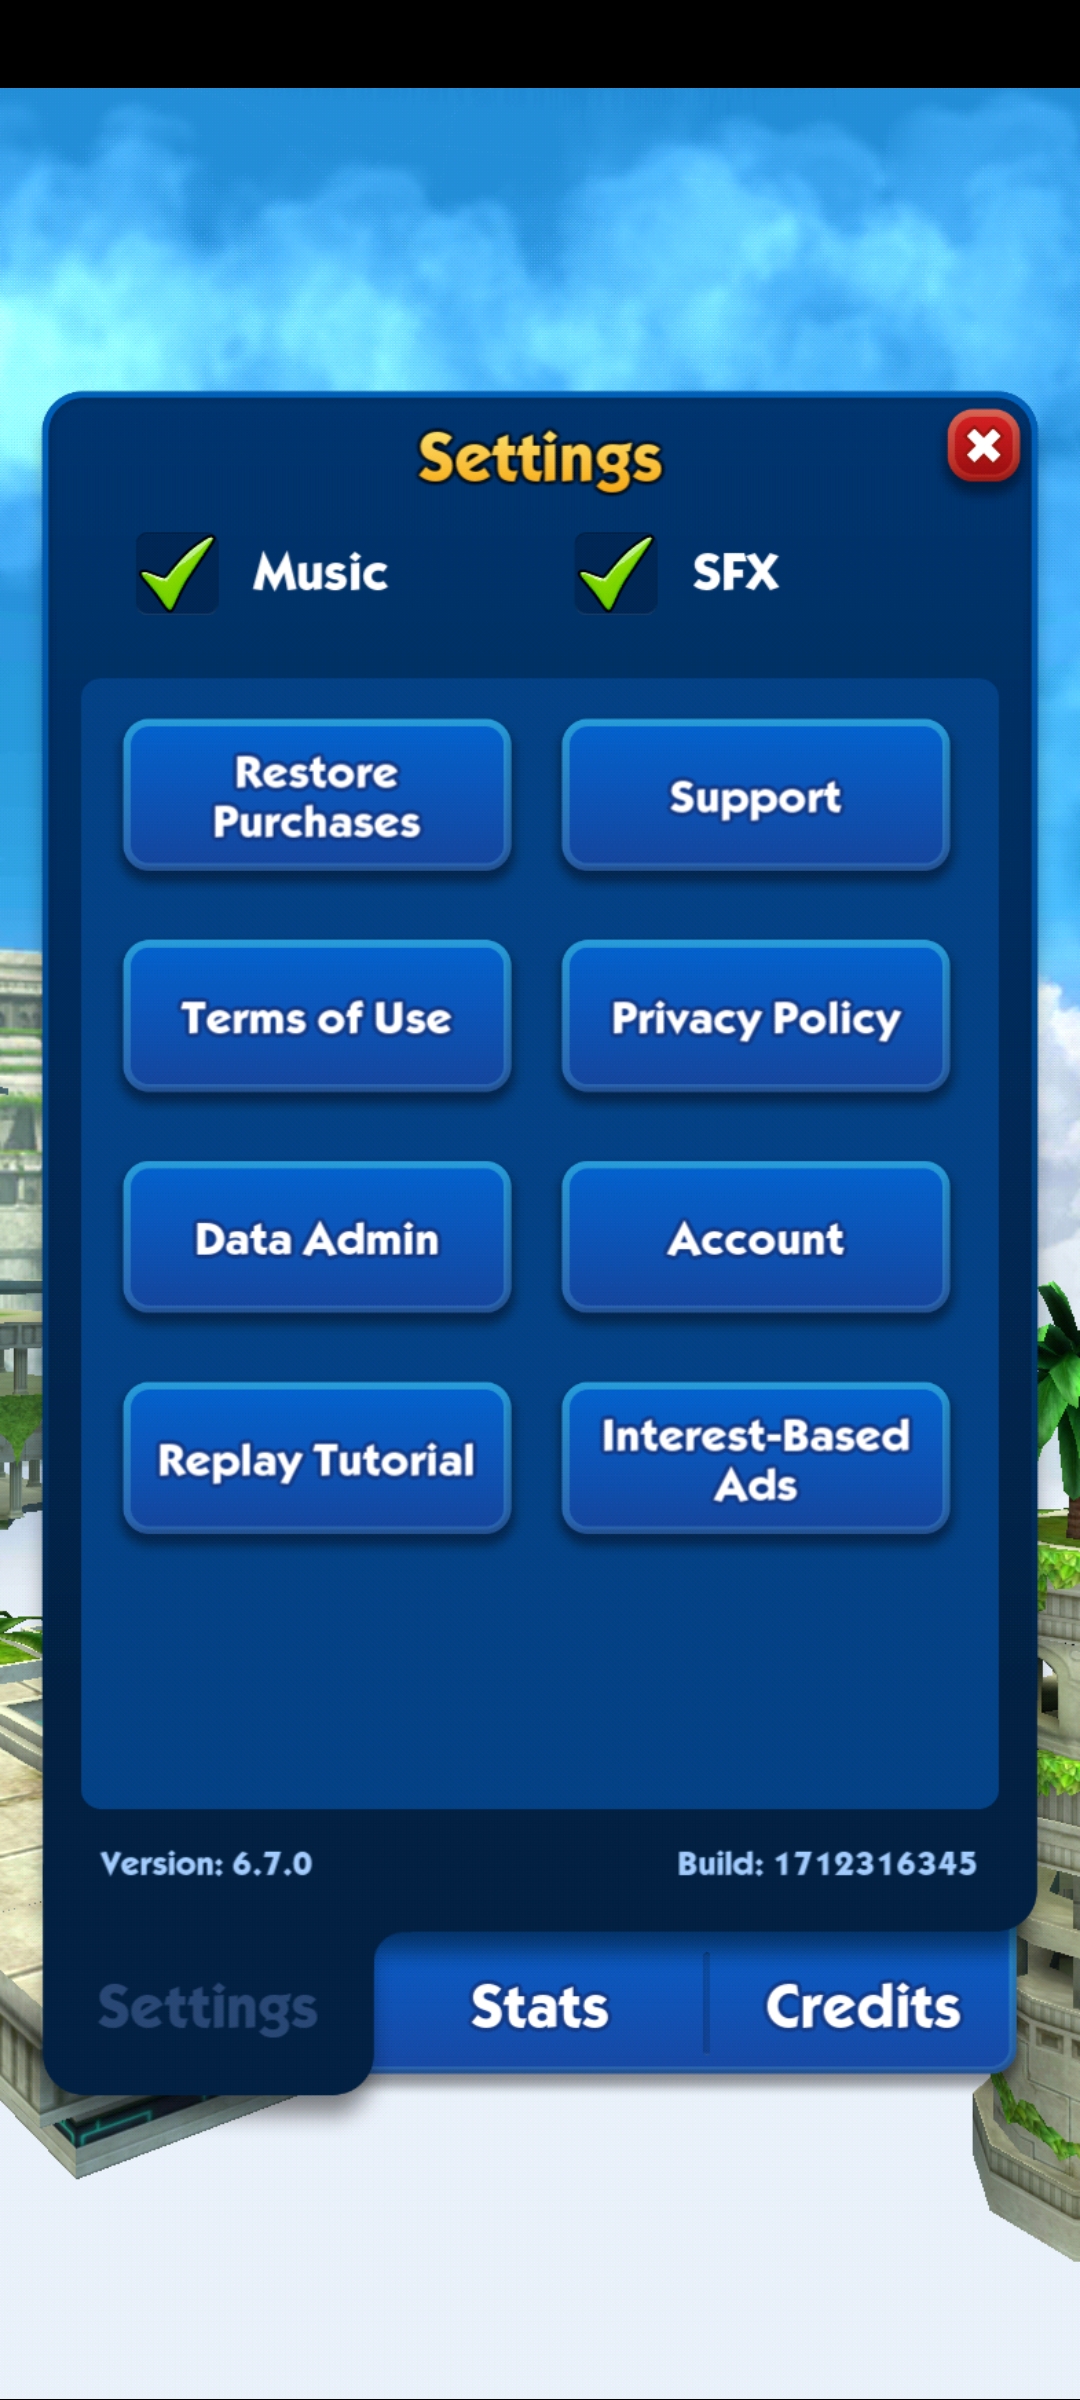 Settings
Music
SFX
Restore
Purchases
Support
Terms of Use
Privacy Policy
Data Admin
Account
Replay Tutorial
Interest-Based
Ads
Version: 6.7.0
Build: 1712316345
Settings
Stats
Credits